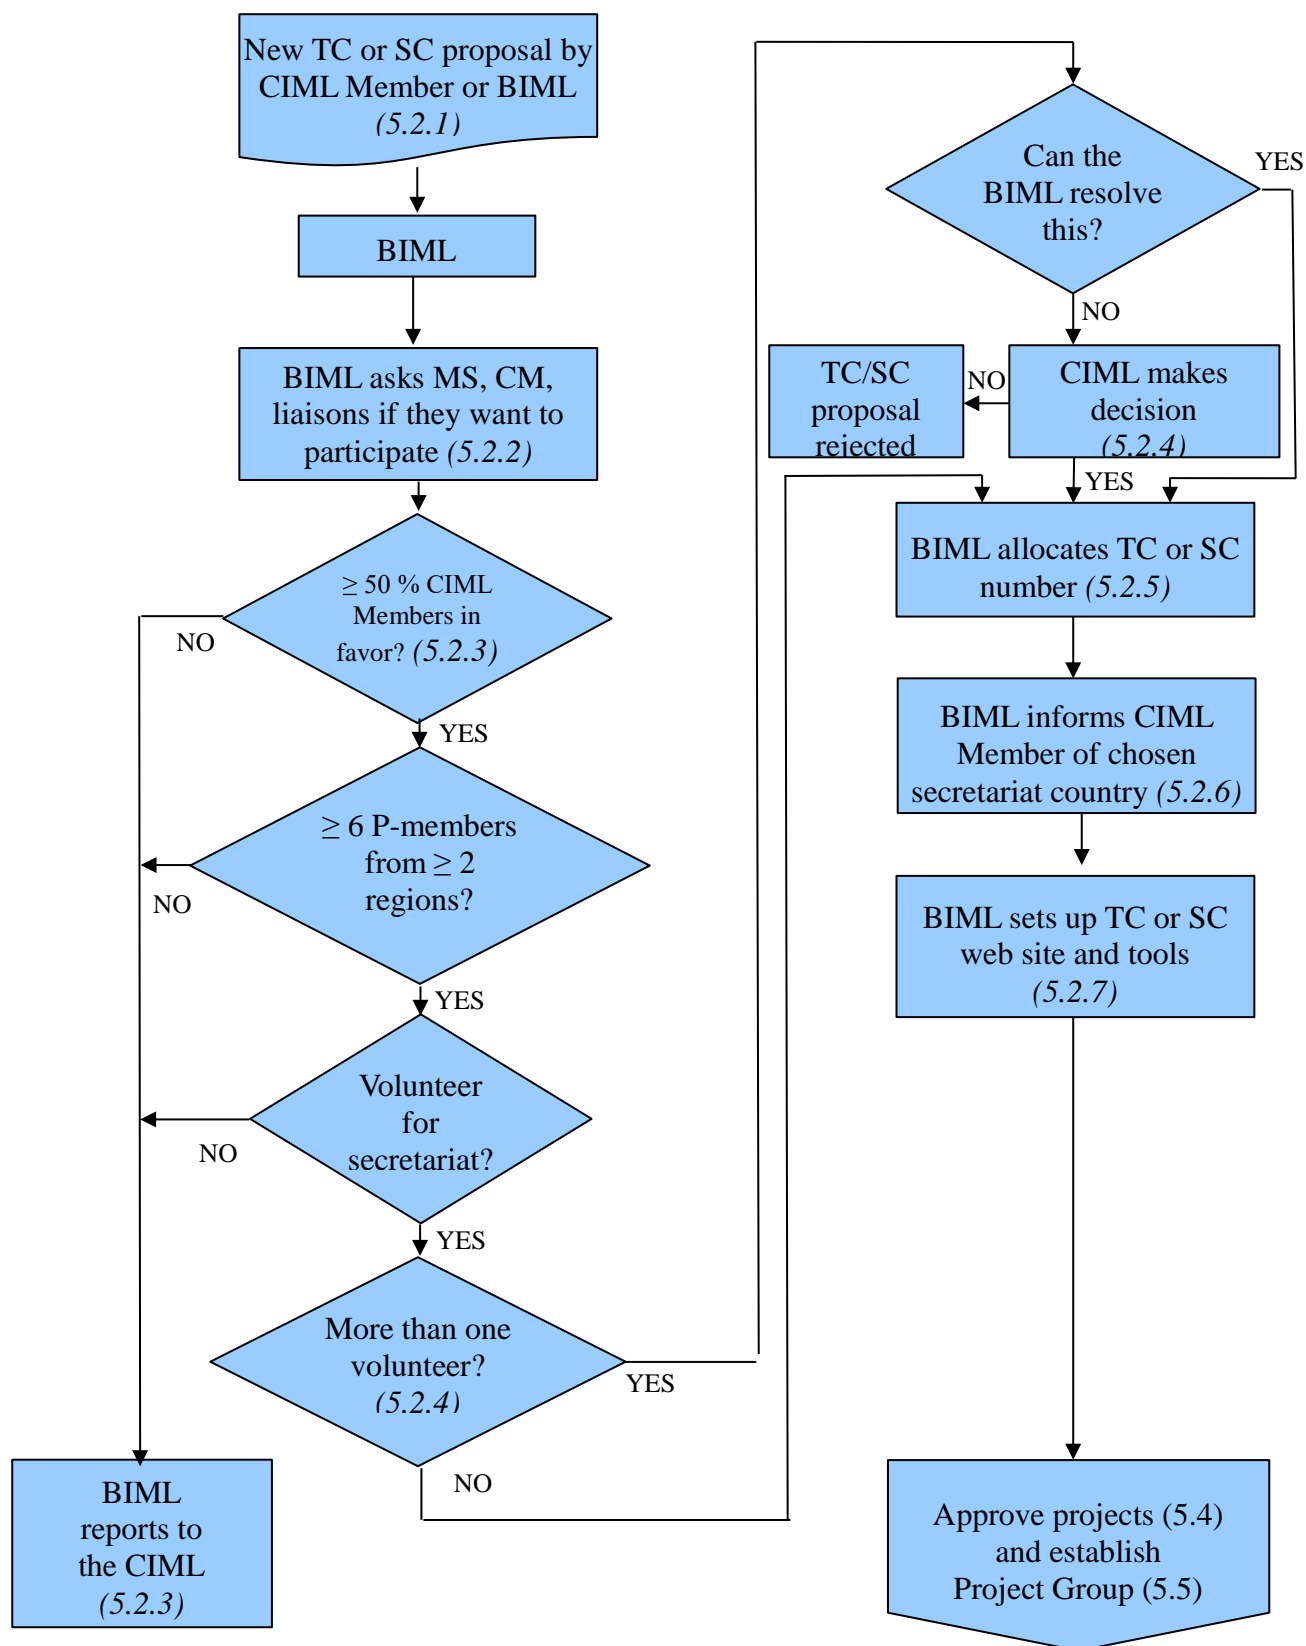 New TC or SC proposal by
CIML Member or BIML
(5.2.1)
BIML
BIML asks MS, CM,
liaisons if they want to
participate (5.2.2)
≥ 50 % CIML
Members in
favor? (5.2.3)
NO
YES
≥ 6 P-members
from ≥ 2
regions?
NO
YES
Volunteer
for
secretariat?
NO
YES
More than one
volunteer?
(5.2.4)
YES
NO
BIML
reports to
the CIML
(5.2.3)
Can the
BIML resolve
this?
YES
NO
CIML makes
decision
(5.2.4)
NO
TC/SC
proposal
rejected
YES
BIML allocates TC or SC
number (5.2.5)
BIML informs CIML
Member of chosen
secretariat country (5.2.6)
BIML sets up TC or SC
web site and tools
(5.2.7)
Approve projects (5.4)
and establish
Project Group (5.5)